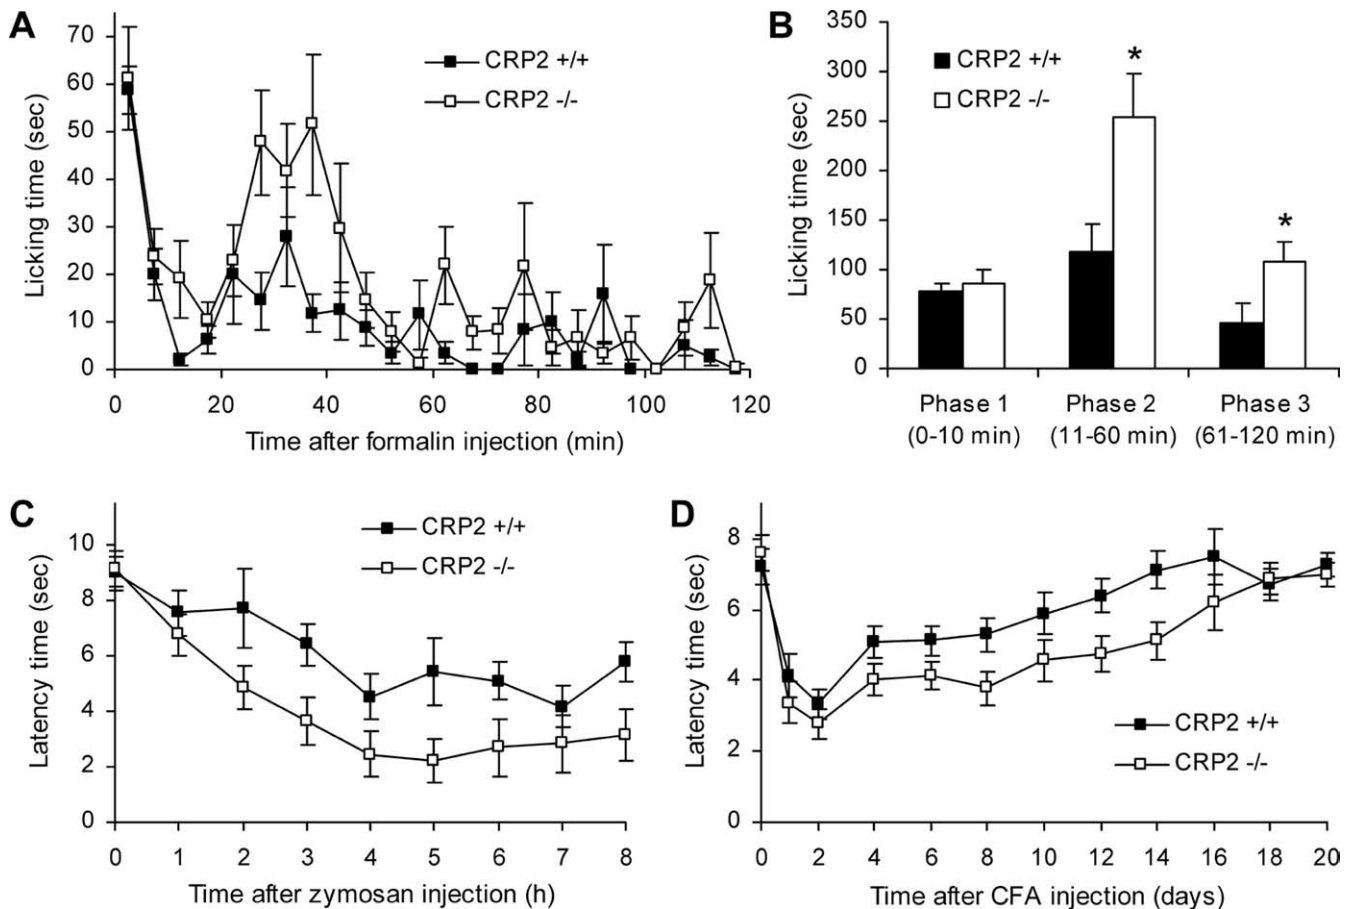 A
70
60
50
40
30
20
10
0
Licking time (sec)
CRP2 +/+
CRP2 -/-
0 20 40 60 80 100 120
Time after formalin injection (min)
B
350
300
250
200
150
100
50
0
Licking time (sec)
CRP2 +/+
CRP2 -/-
*
*
Phase 1 Phase 2 Phase 3
(0-10 min) (11-60 min) (61-120 min)
C
10
8
6
4
2
0
Latency time (sec)
CRP2 +/+
CRP2 -/-
0 1 2 3 4 5 6 7 8
Time after zymosan injection (h)
D
8
6
4
2
0
Latency time (sec)
CRP2 +/+
CRP2 -/-
0 2 4 6 8 10 12 14 16 18 20
Time after CFA injection (days)